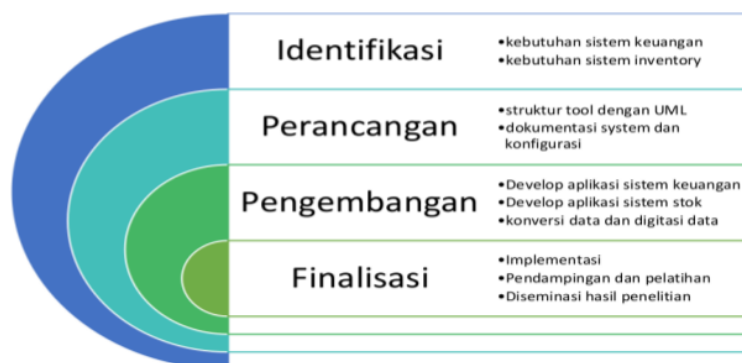 Identifikasi
•kebutuhan sistem keuangan
•kebutuhan sistem inventory
Perancangan
•struktur tool dengan UML
•dokumentasi system dan
konfigurasi
Pengembangan
•Develop aplikasi sistem keuangan
•Develop aplikasi sistem stok
•konversi data dan digitasi data
Finalisasi
•Implementasi
•Pendampingan dan pelatihan
•Diseminasi hasil penelitian